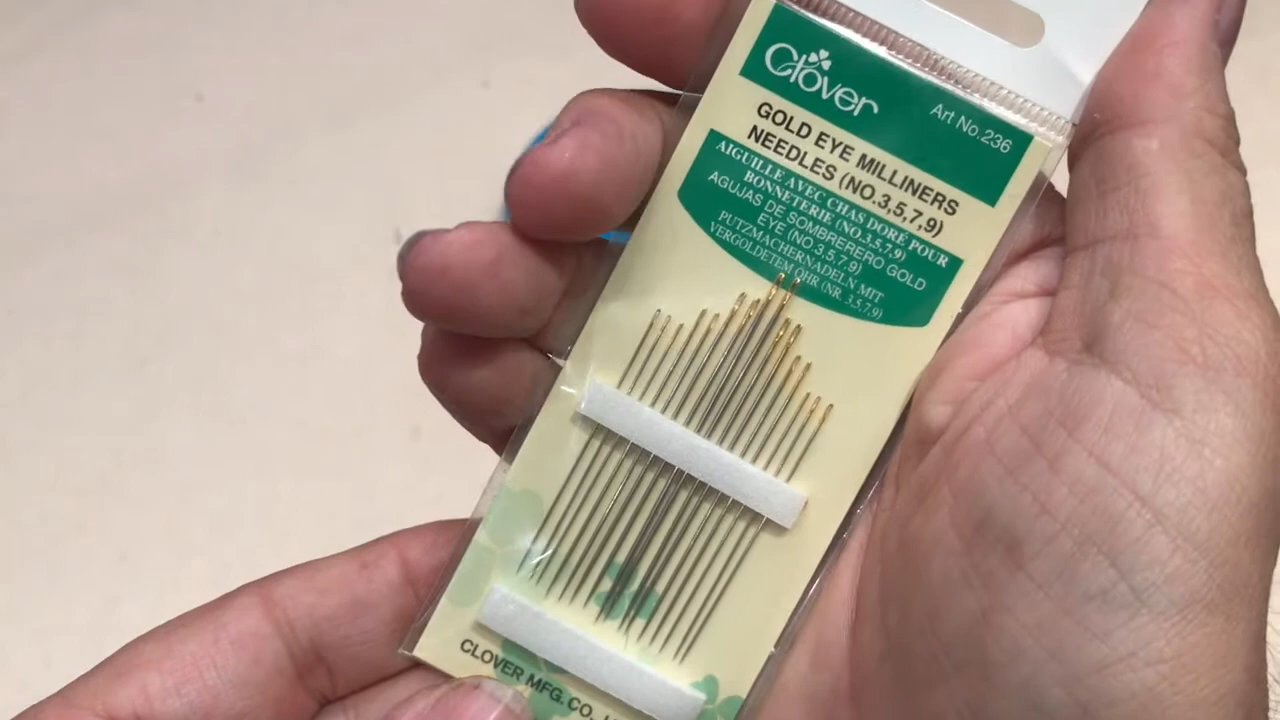 Clover
Art No.236
GOLD EYE MILLINERS
NEEDLES (NO.3,5,7,9)
AIGUILLE AVEC CHAS DORÉ POUR
BONNETERIE (NO.3,5,7,9)
AGUJAS DE SOMBRERERO GOLD
EYE (NO.3,5,7,9)
PUTZMACHERNADELN MIT
VERGOLDETEM ÖHR (NR. 3,5,7,9)
CLOVER MFG. CO.,